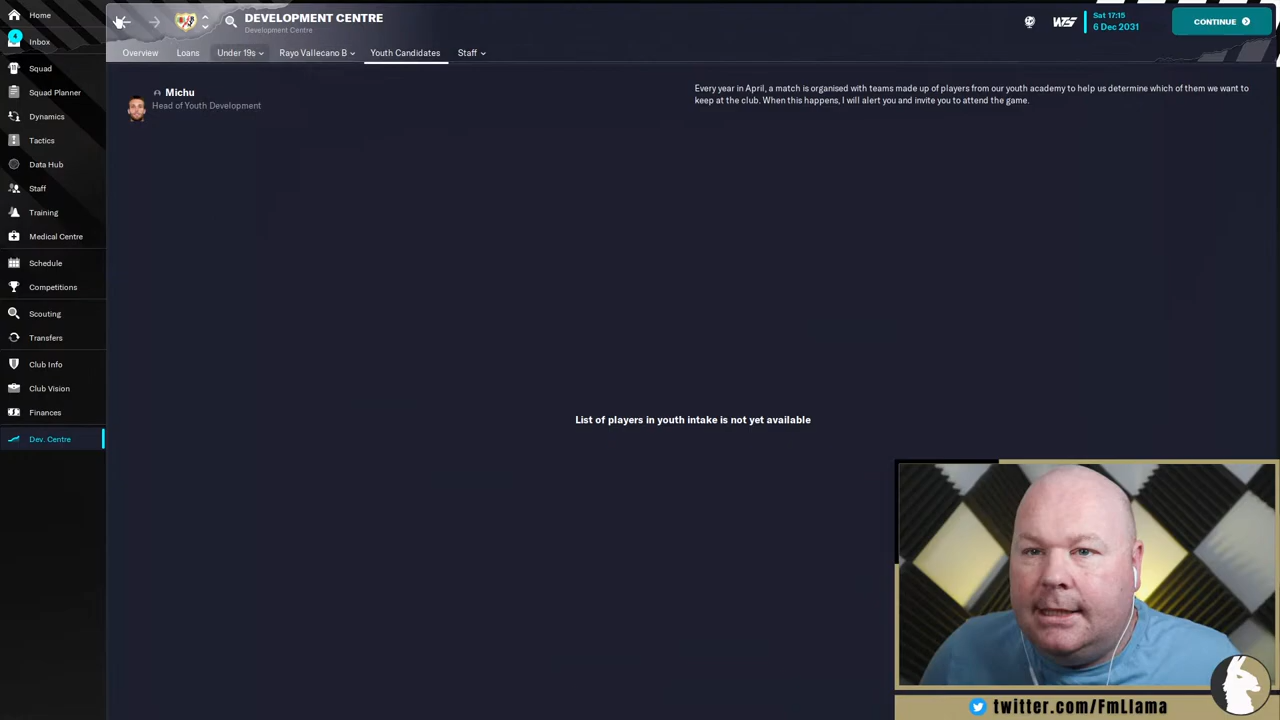 Home
4
Inbox
Squad
Squad Planner
Dynamics
Tactics
Data Hub
Staff
Training
Medical Centre
Schedule
Competitions
Scouting
Transfers
Club Info
Club Vision
Finances
Dev. Centre
DEVELOPMENT CENTRE
Development Centre
Sat 17:15
6 Dec 2031
CONTINUE
Overview
Loans
Under 19s
Rayo Vallecano B
Youth Candidates
Staff
Michu
Head of Youth Development
Every year in April, a match is organised with teams made up of players from our youth academy to help us determine which of them we want to
keep at the club. When this happens, I will alert you and invite you to attend the game.
List of players in youth intake is not yet available
twitter.com/FmLlama